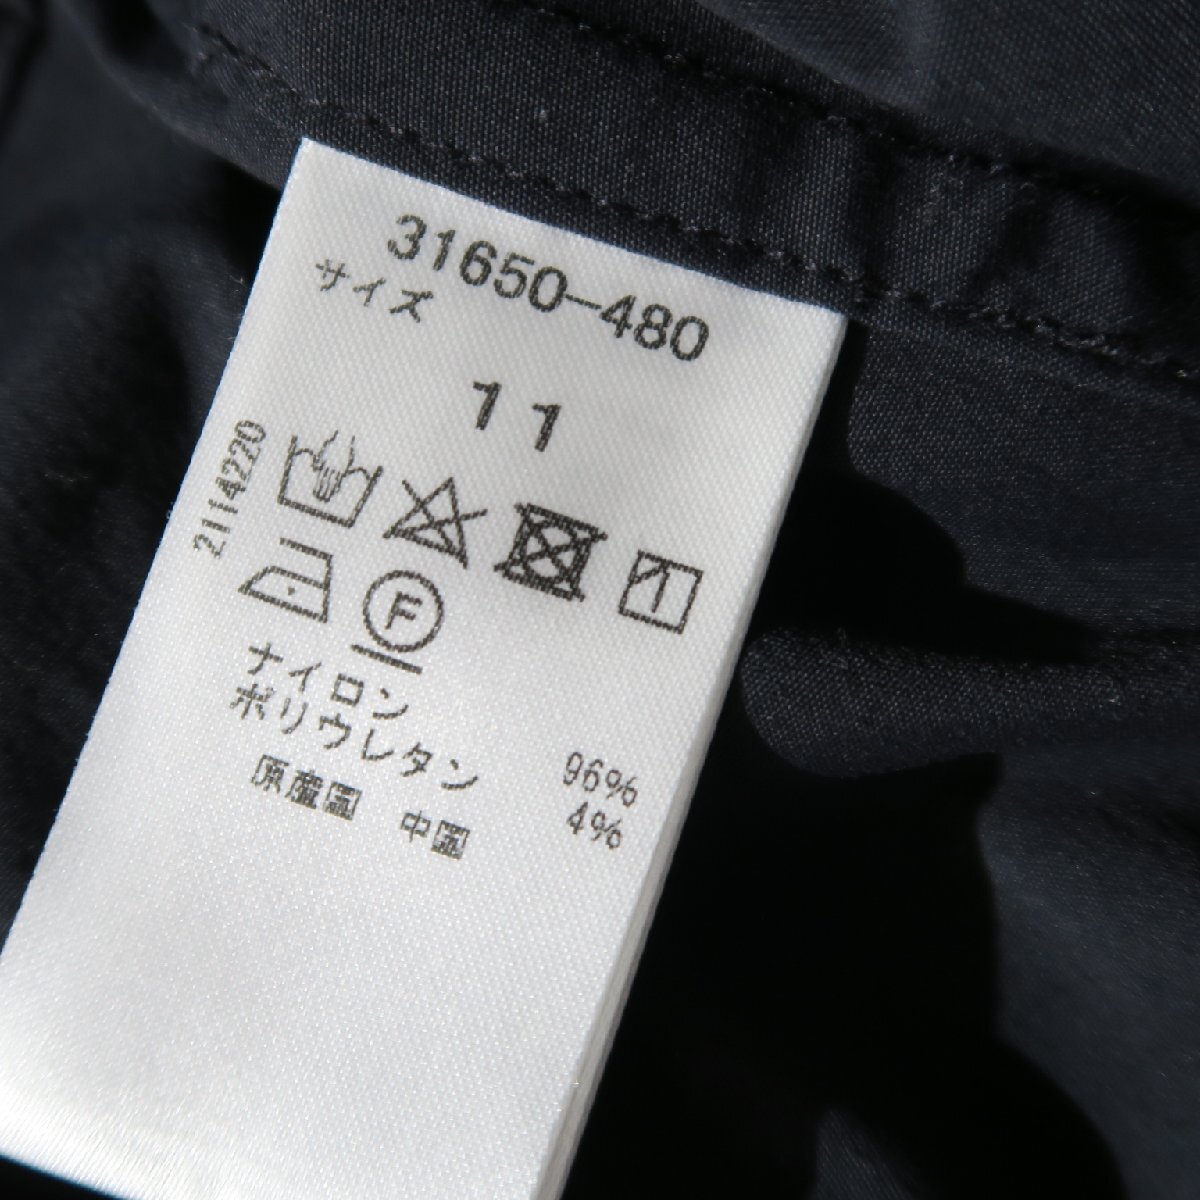 31650-480
サイズ
11
2114220
F
ナイロン 96%
ポリウレタン 4%
原産国 中国